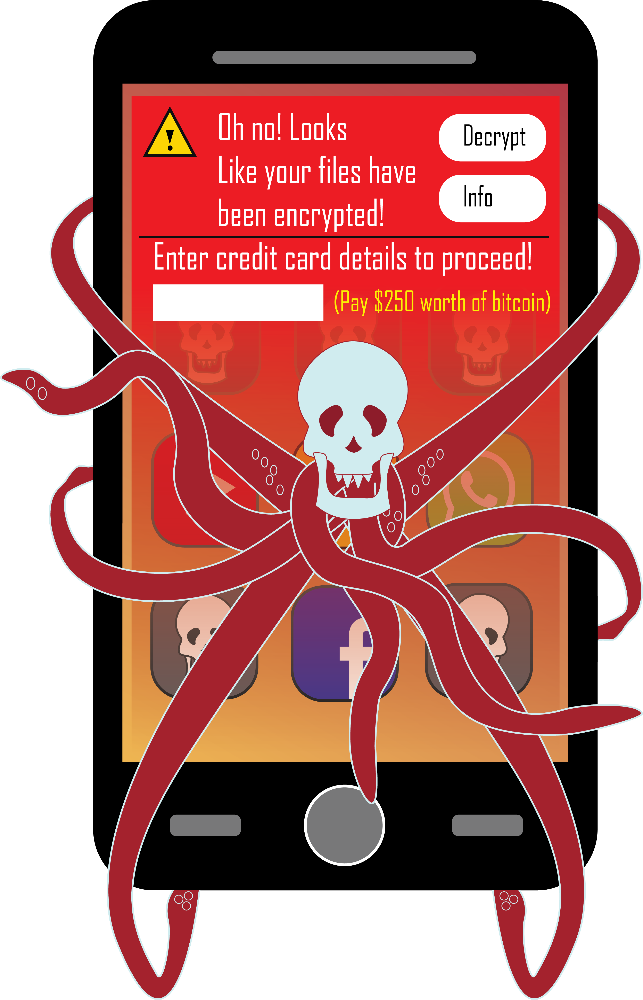 Oh no! Looks
Like your files have
been encrypted!
Decrypt
Info
Enter credit card details to proceed!
(Pay $250 worth of bitcoin)
f